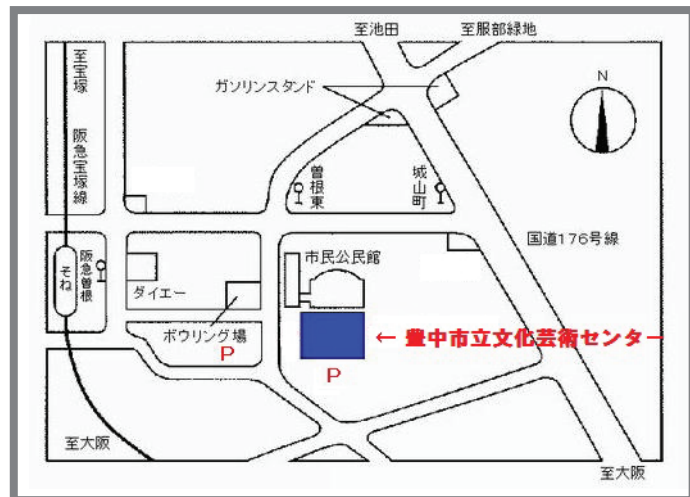 至池田
至服部緑地
至宝塚
ガソリンスタンド
N
阪急宝塚線
曽根東
城山町
国道176号線
そね
阪急曽根
市民公民館
ダイエー
ボウリング場
P
← 豊中市立文化芸術センター
P
至大阪
至大阪